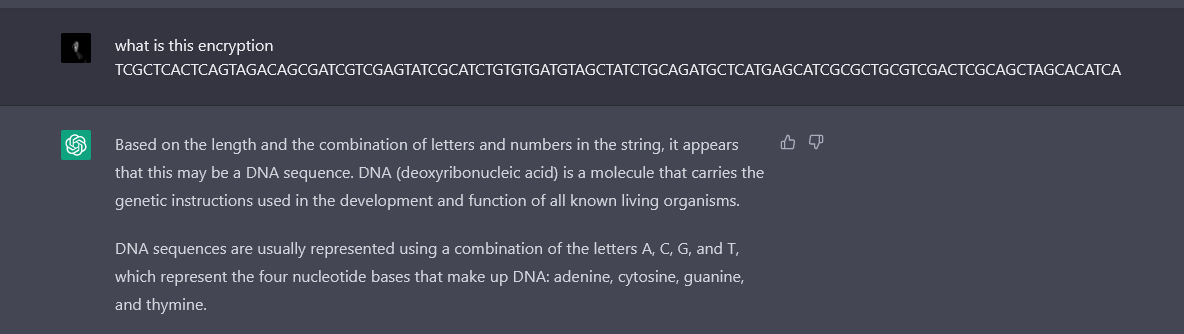 what is this encryption
TCGCTCACTCAGTAGACAGCGATCGTCGAGTATCGCATCTGTGTGATGTAGCTATCTGCAGATGCTCATGAGCATCGCGCTGCGTCGACTCGCAGCTAGCACATCA
Based on the length and the combination of letters and numbers in the string, it appears
that this may be a DNA sequence. DNA (deoxyribonucleic acid) is a molecule that carries the
genetic instructions used in the development and function of all known living organisms.
DNA sequences are usually represented using a combination of the letters A, C, G, and T,
which represent the four nucleotide bases that make up DNA: adenine, cytosine, guanine,
and thymine.